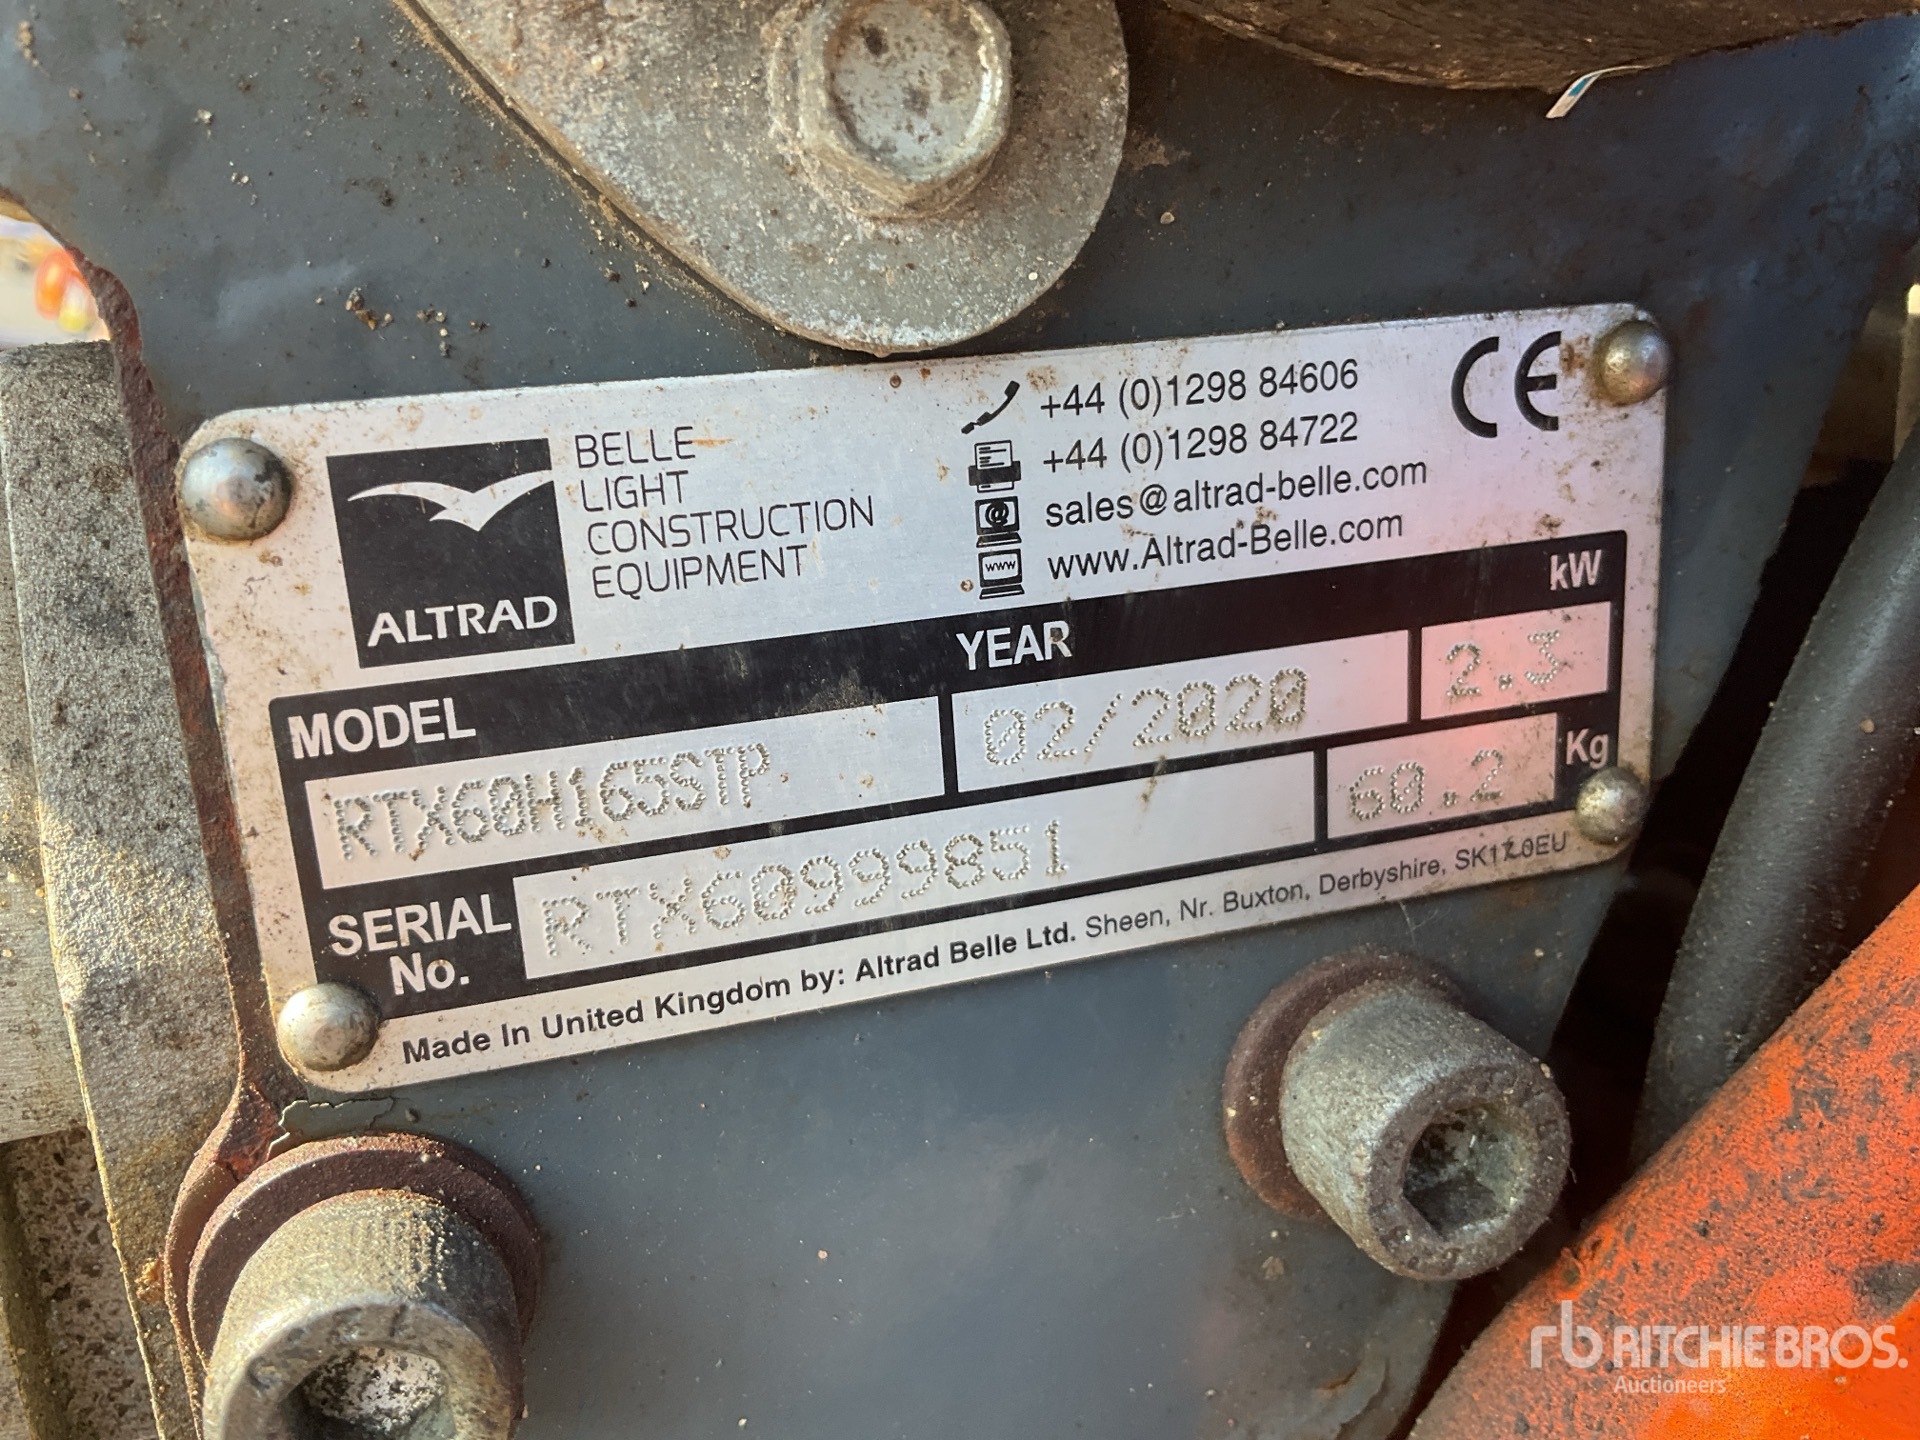 ALTRAD
BELLE
LIGHT
CONSTRUCTION
EQUIPMENT
+44 (0)1298 84606
+44 (0)1298 84722
@
sales@altrad-belle.com
www
www.Altrad-Belle.com
CE
MODEL
YEAR
kW
RTX60H165STP
02/2020
2.3
SERIAL
No.
RTX60999851
60.2
Kg
Made In United Kingdom by: Altrad Belle Ltd. Sheen, Nr. Buxton, Derbyshire, SK17 0EU
rb RITCHIE BROS.
Auctioneers